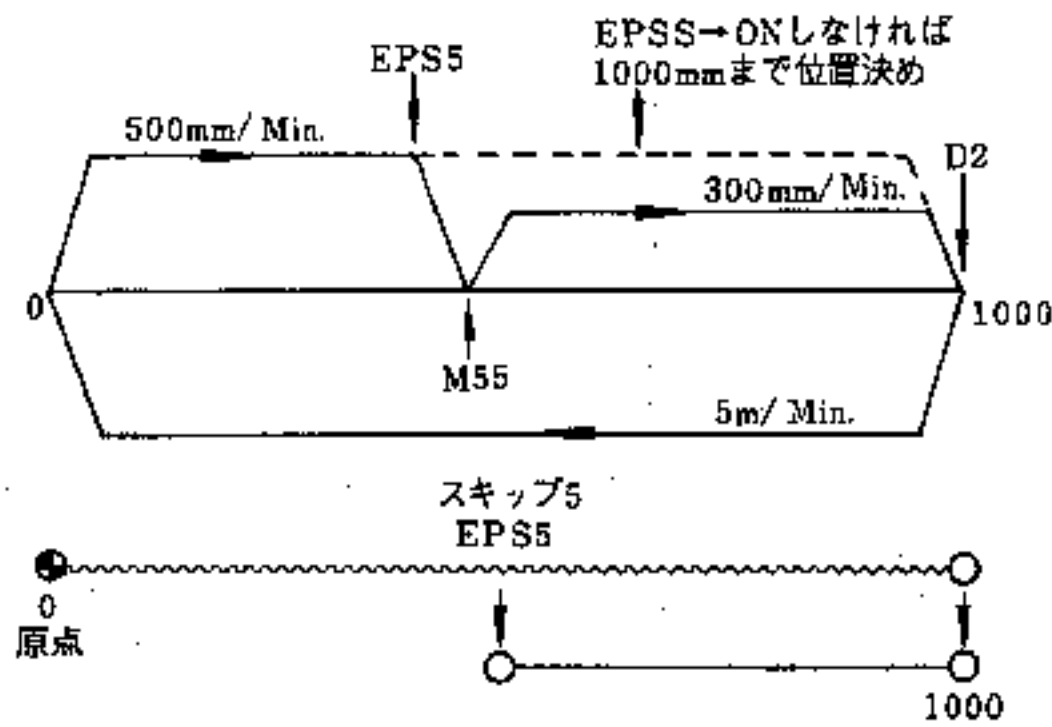 EPSS→ONしなければ
1000mmまで位置決め
EPS5
500mm/ Min.
D2
300mm/ Min.
0
1000
M55
5m/ Min.
スキップ5
EPS5
0
原点
1000